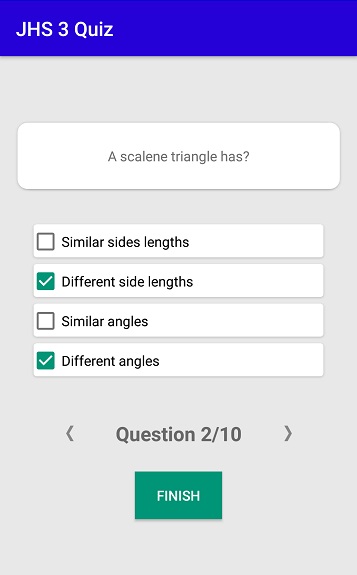 JHS 3 Quiz
A scalene triangle has?
Similar sides lengths
Different side lengths
Similar angles
Different angles
Question 2/10
FINISH